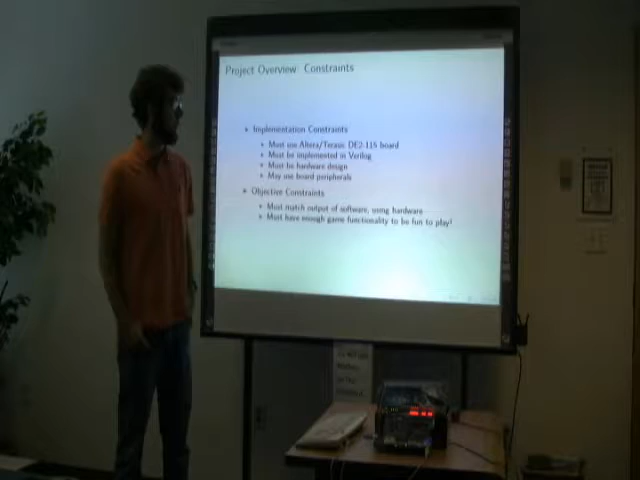 Project Overview Constraints
Implementation Constraints
Must use Altera/Terasic DE2-115 board
Must be implemented in Verilog
Must be hardware design
May use board peripherals
Objective Constraints
Must match output of software, using hardware
Must have enough game functionality to be fun to play!